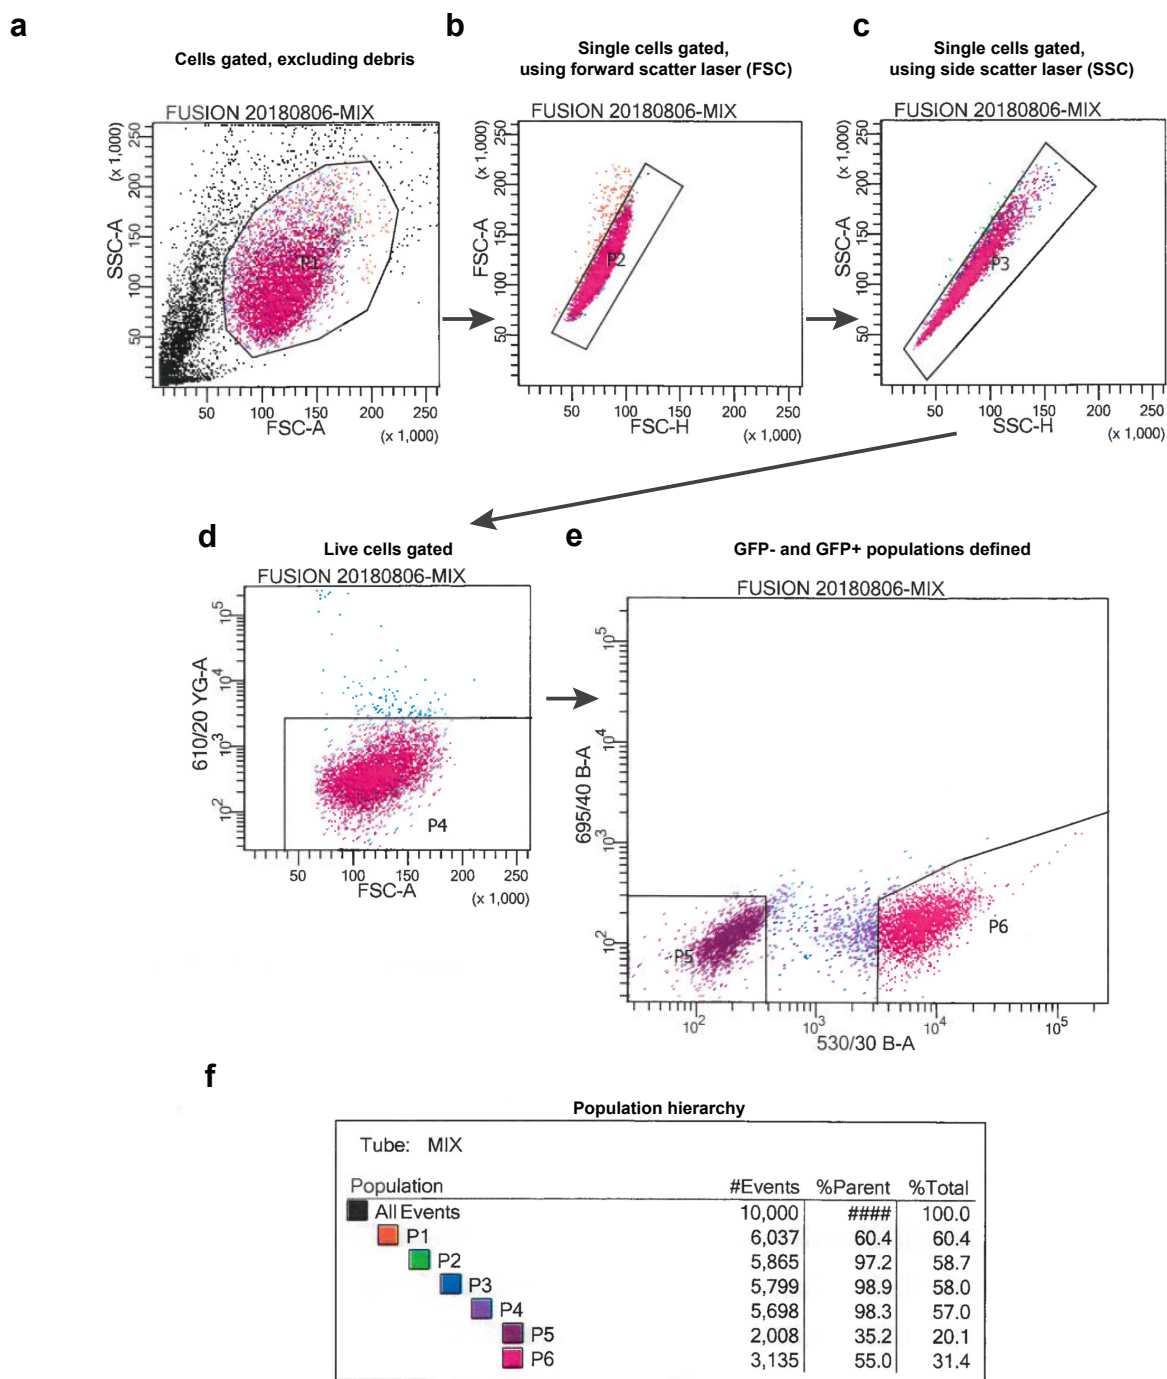 a
Cells gated, excluding debris
FUSION 20180806-MIX
SSC-A
(x 1,000)
50 100 150 200 250
P1
50 100 150 200 250
FSC-A
(x 1,000)
b
Single cells gated,
using forward scatter laser (FSC)
FUSION 20180806-MIX
FSC-A
(x 1,000)
50 100 150 200 250
P2
50 100 150 200 250
FSC-H
(x 1,000)
c
Single cells gated,
using side scatter laser (SSC)
FUSION 20180806-MIX
SSC-A
(x 1,000)
50 100 150 200 250
P3
50 100 150 200 250
SSC-H
(x 1,000)
d
Live cells gated
FUSION 20180806-MIX
610/20 YG-A
10^2 10^3 10^4 10^5
P4
50 100 150 200 250
FSC-A
(x 1,000)
e
GFP- and GFP+ populations defined
FUSION 20180806-MIX
695/40 B-A
10^2 10^3 10^4 10^5
P5
P6
10^2 10^3 10^4 10^5
530/30 B-A
f
Population hierarchy
Tube: MIX
Population #Events %Parent %Total
All Events 10,000 #### 100.0
P1 6,037 60.4 60.4
P2 5,865 97.2 58.7
P3 5,799 98.9 58.0
P4 5,698 98.3 57.0
P5 2,008 35.2 20.1
P6 3,135 55.0 31.4